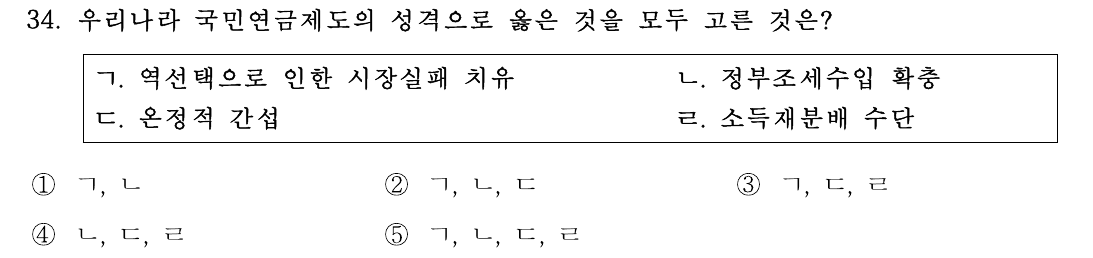 34. 우리나라 국민연금제도의 성격으로 옳은 것을 모두 고른 것은?
ㄱ. 역선택으로 인한 시장실패 치유 ㄴ. 정부조세수입 확충
ㄷ. 온정적 간섭 ㄹ. 소득재분배 수단
① ㄱ, ㄴ ② ㄱ, ㄴ, ㄷ ③ ㄱ, ㄷ, ㄹ
④ ㄴ, ㄷ, ㄹ ⑤ ㄱ, ㄴ, ㄷ, ㄹ